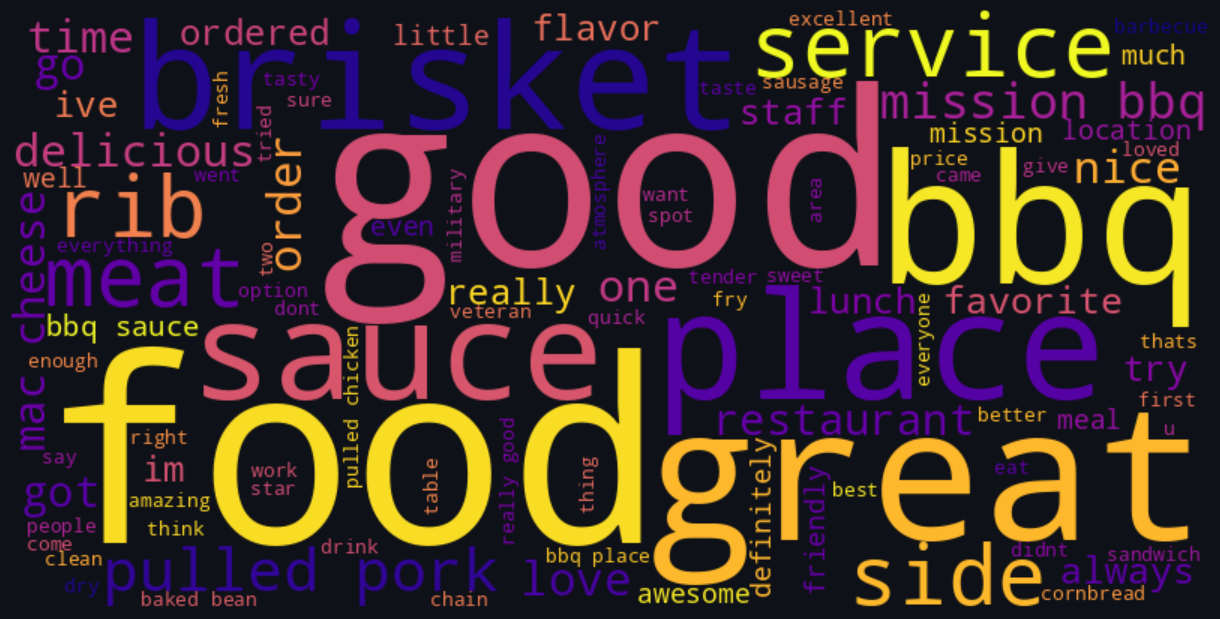 time
ordered
little
flavor
excellent
barbecue
service
go
brisket
much
ive
fresh
tasty
sure
taste
sausage
staff
mission bbq
delicious
tried
order
good
mission
location
well
went
rib
price
came
give
nice
loved
bbq
mac cheese
everything
two
even
military
atmosphere
want
spot
area
meat
option
dont
really
veteran
one
quick
tender
sweet
fry
lunch
favorite
bbq sauce
sauce
place
everyone
thats
enough
try
food
pulled chicken
first
restaurant
better
meal
u
right
say
im
work
star
table
really good
thing
great
definitely
friendly
best
eat
got
amazing
think
people
come
clean
drink
bbq place
didnt
sandwich
dry
pulled pork
love
awesome
side
always
cornbread
baked bean
chain